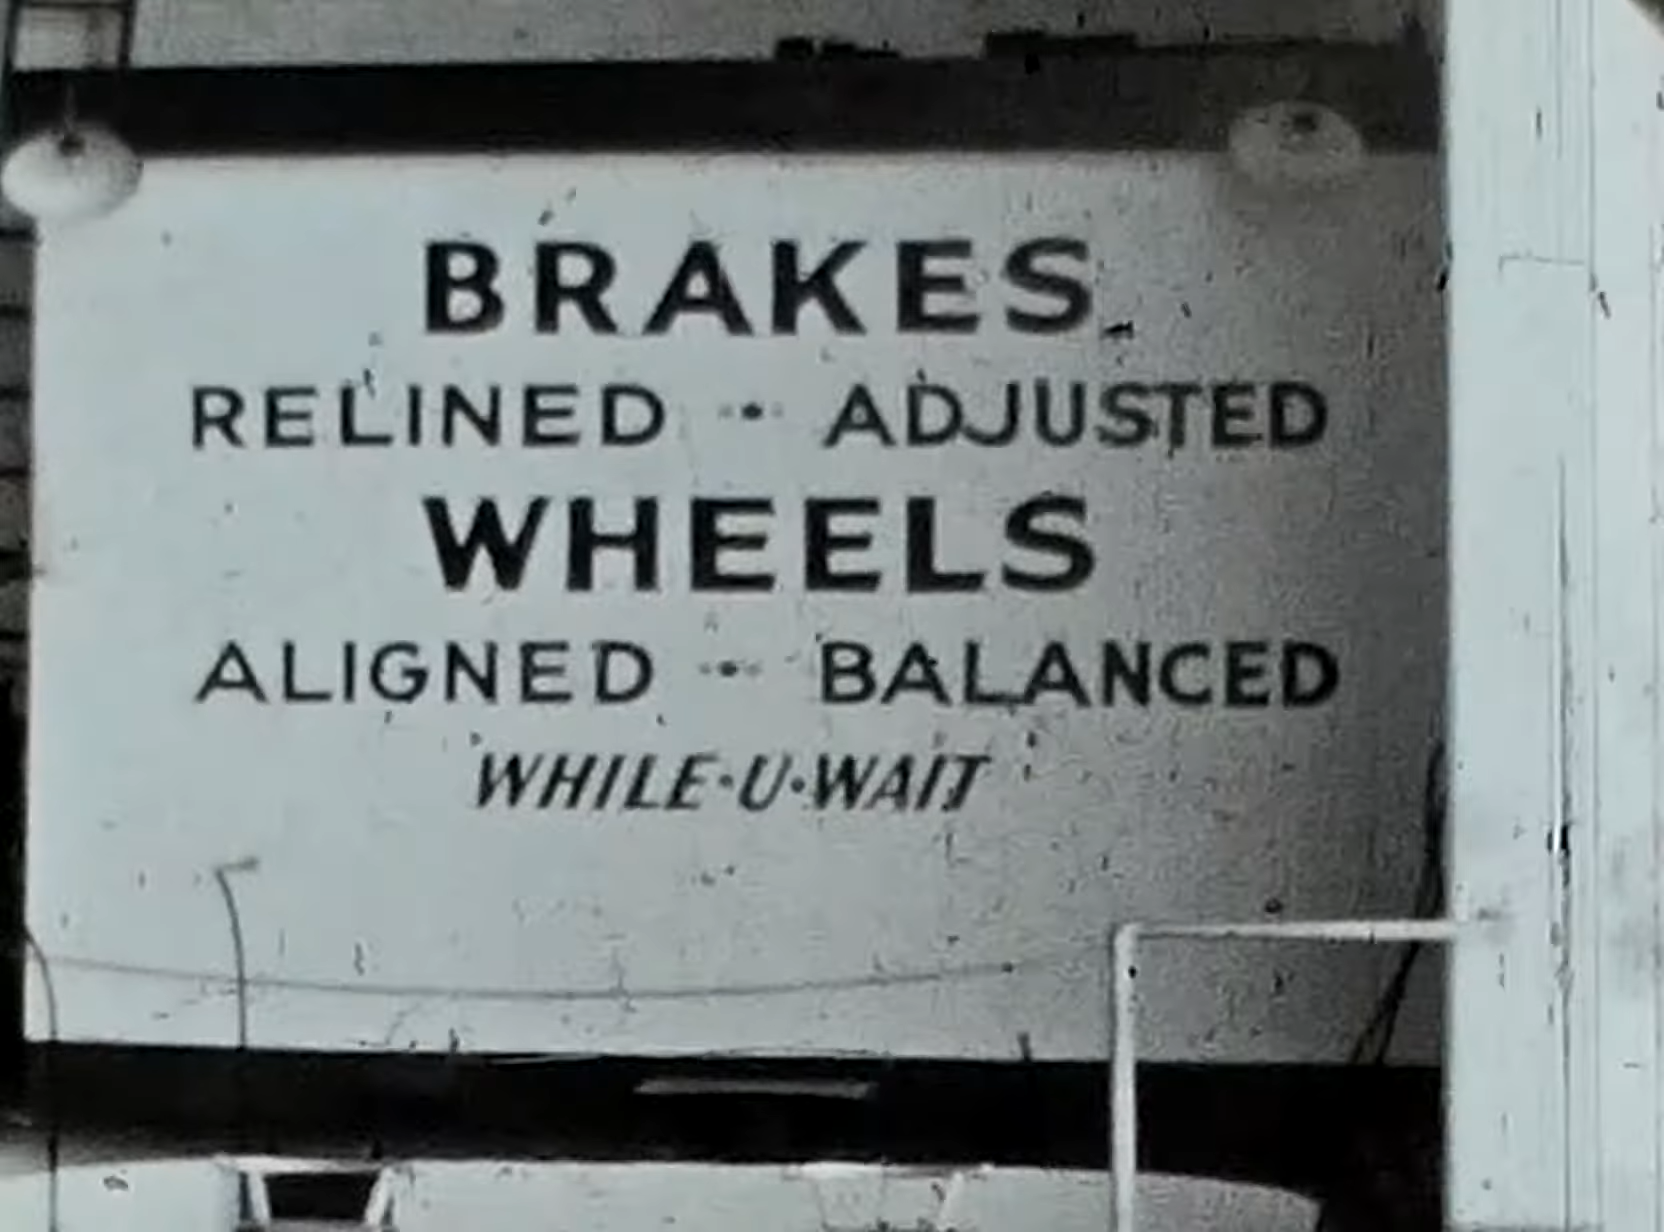 BRAKES
RELINED · ADJUSTED
WHEELS
ALIGNED · BALANCED
WHILE·U·WAIT